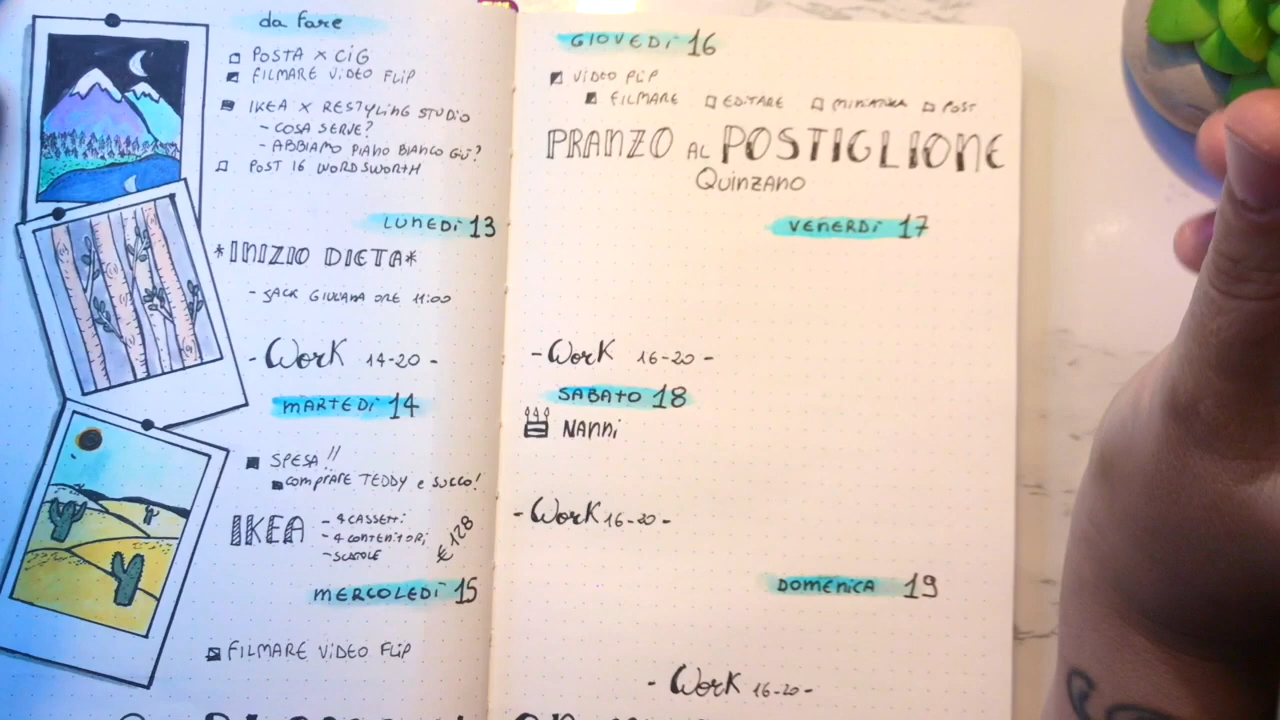 da fare
POSTA x CIG
FILMARE VIDEO FLIP
IKEA x RESTYLING STUDIO
- COSA SERVE?
- ABBIAMO PIANO BIANCO GIÙ?
POST 16 WORDSWORTH
LUNEDì 13
*INIZIO DIETA*
- JACK GIULIANA ORE 11:00
- Work 14-20 -
MARTEDì 14
SPESA!!
COMPRARE TEDDY e SUCCO!
IKEA
- 4 CASSETTi
- 4 CONTENITORi
- SCATOLE
€ 128
MERCOLEDì 15
FILMARE VIDEO FLIP
GIOVEDì 16
VIDEO FLIP
FILMARE EDITARE MINIATURA POST
PRANZO AL POSTIGLIONE
QUINZANO
VENERDì 17
- Work 16-20 -
SABATO 18
NANNI
- Work 16-20 -
DOMENICA 19
- Work 16-20 -